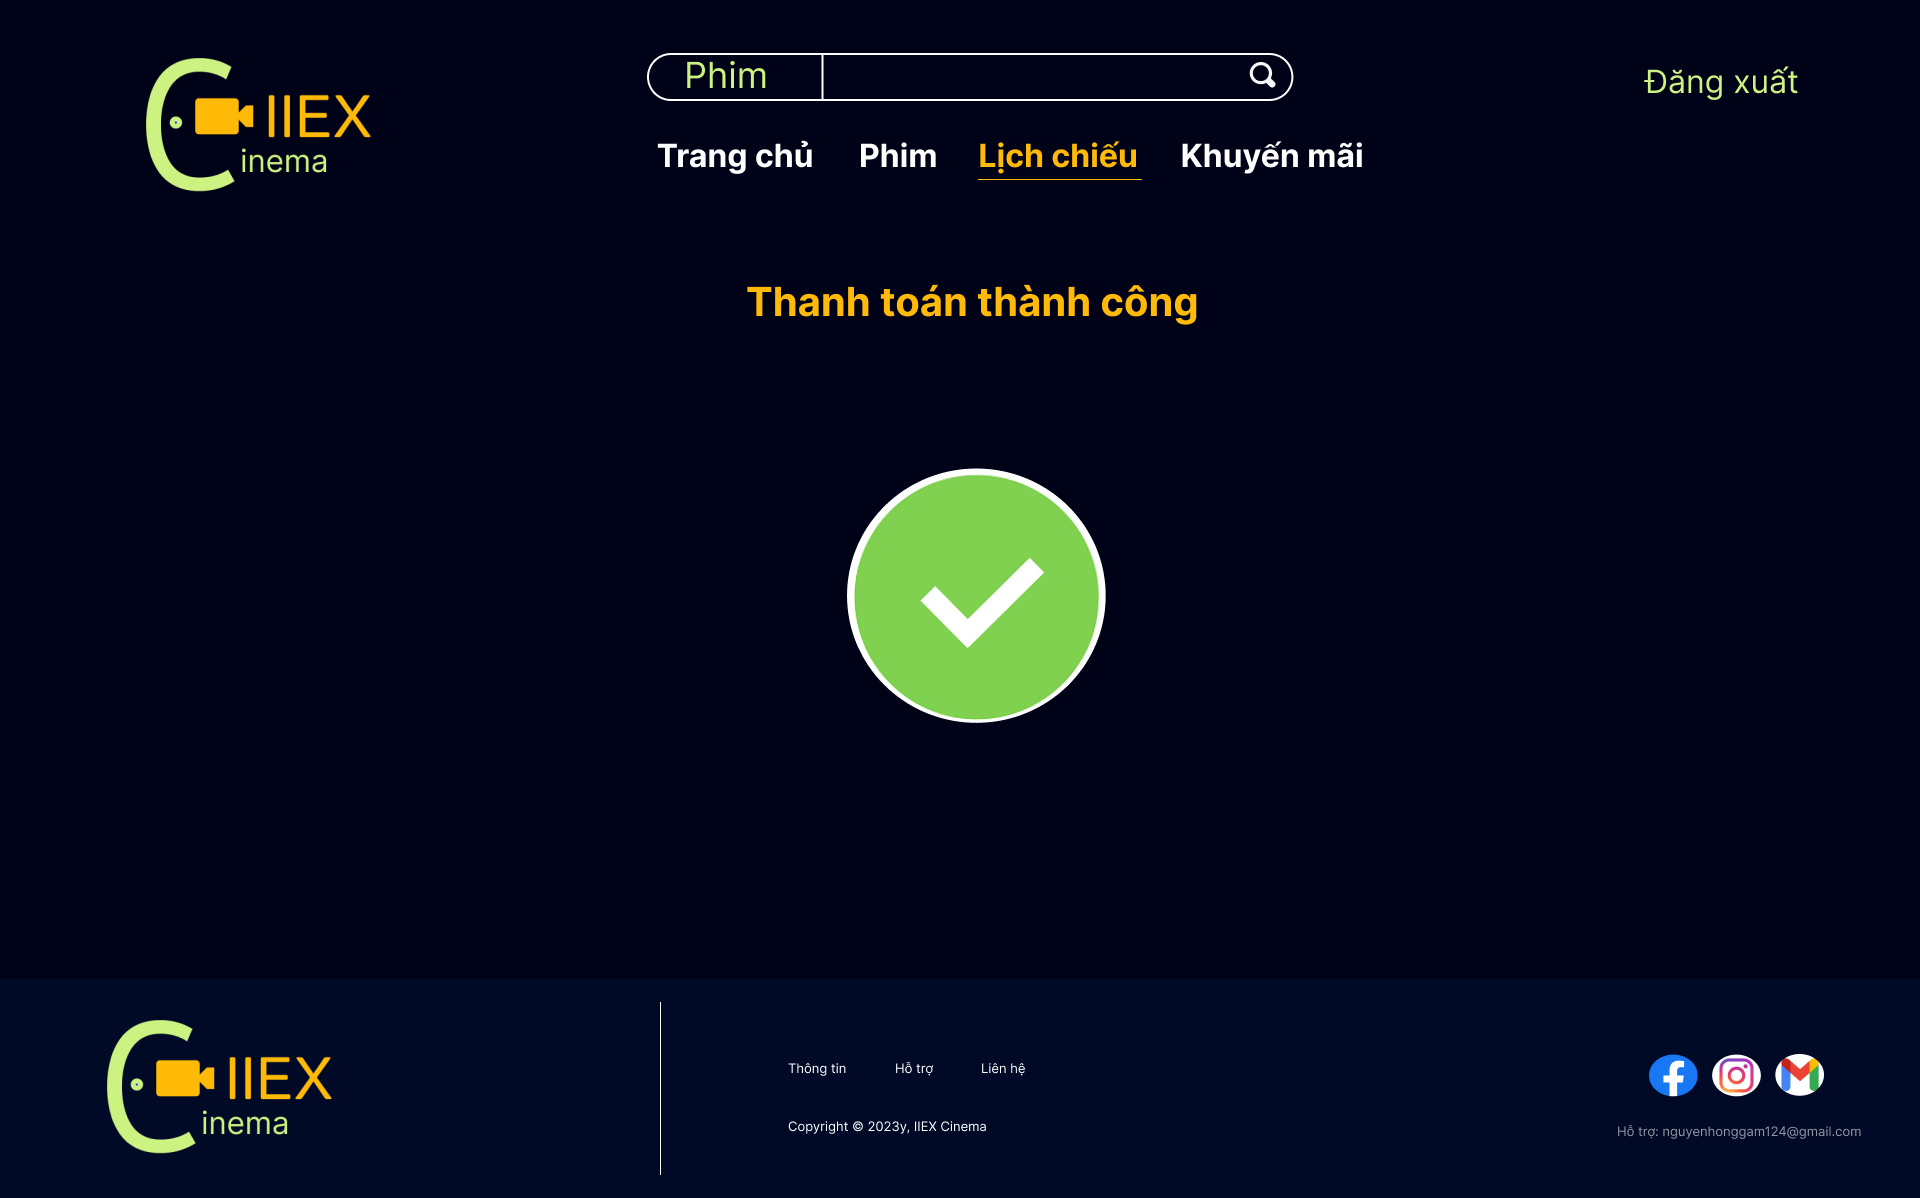 IIEX
inema
Phim
Đăng xuất
Trang chủ Phim Lịch chiếu Khuyến mãi
Thanh toán thành công
IIEX
inema
Thông tin Hỗ trợ Liên hệ
Copyright © 2023y, IIEX Cinema
Hỗ trợ: nguyenhonggam124@gmail.com